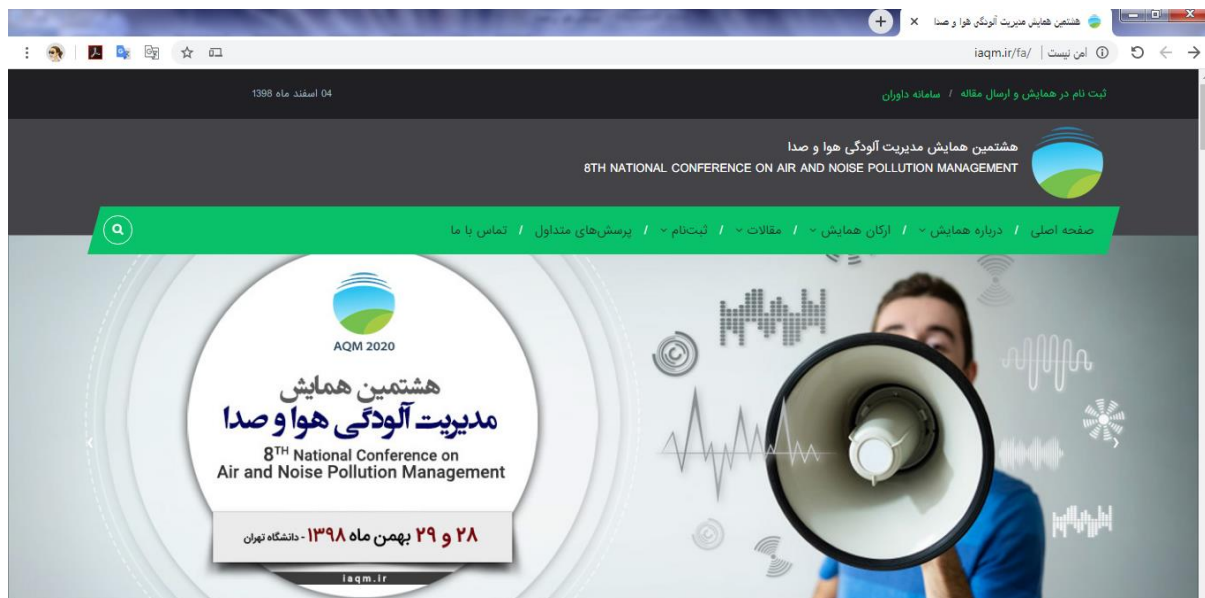 هشتمین همایش مدیریت آلودگی هوا و صدا
امن نیست | iaqm.ir/fa/
ثبت نام در همایش و ارسال مقاله / سامانه داوران
04 اسفند ماه 1398
هشتمین همایش مدیریت آلودگی هوا و صدا
8TH NATIONAL CONFERENCE ON AIR AND NOISE POLLUTION MANAGEMENT
صفحه اصلی / درباره همایش / ارکان همایش / مقالات / ثبت‌نام / پرسش‌های متداول / تماس با ما
AQM 2020
هشتمین همایش
مدیریت آلودگی هوا و صدا
8TH National Conference on
Air and Noise Pollution Management
۲۸ و ۲۹ بهمن ماه ۱۳۹۸ - دانشگاه تهران
iaqm.ir